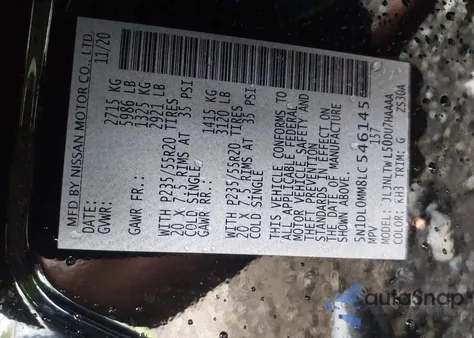 MFD BY NISSAN MOTOR CO., LTD.
DATE: 11/20
GVWR: 2715 KG
5986 LB
GAWR FR.: 1325 KG
2921 LB
WITH P235/55R20 TIRES
20 X 7.5 RIMS AT 35 PSI
COLD SINGLE
GAWR RR.: 1415 KG
3120 LB
WITH P235/55R20 TIRES
20 X 7.5 RIMS AT 35 PSI
COLD SINGLE
THIS VEHICLE CONFORMS TO
ALL APPLICABLE FEDERAL
MOTOR VEHICLE SAFETY AND
THEFT PREVENTION
STANDARDS IN EFFECT ON
THE DATE OF MANUFACTURE
SHOWN ABOVE.
5N1DL0MM8LC546145
MPV 157
MODEL: JLJNLTWL50DU7HAAAA
COLOR: KH3 TRIM: G 2S30A
autoSnap